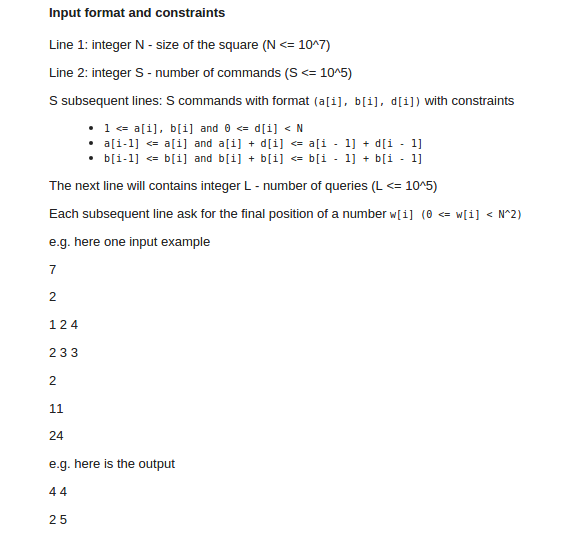 Input format and constraints
Line 1: integer N - size of the square (N <= 10^7)
Line 2: integer S - number of commands (S <= 10^5)
S subsequent lines: S commands with format (a[i], b[i], d[i]) with constraints
• 1 <= a[i], b[i] and 0 <= d[i] < N
• a[i-1] <= a[i] and a[i] + d[i] <= a[i - 1] + d[i - 1]
• b[i-1] <= b[i] and b[i] + b[i] <= b[i - 1] + b[i - 1]
The next line will contains integer L - number of queries (L <= 10^5)
Each subsequent line ask for the final position of a number w[i] (0 <= w[i] < N^2)
e.g. here one input example
7
2
1 2 4
2 3 3
2
11
24
e.g. here is the output
4 4
2 5